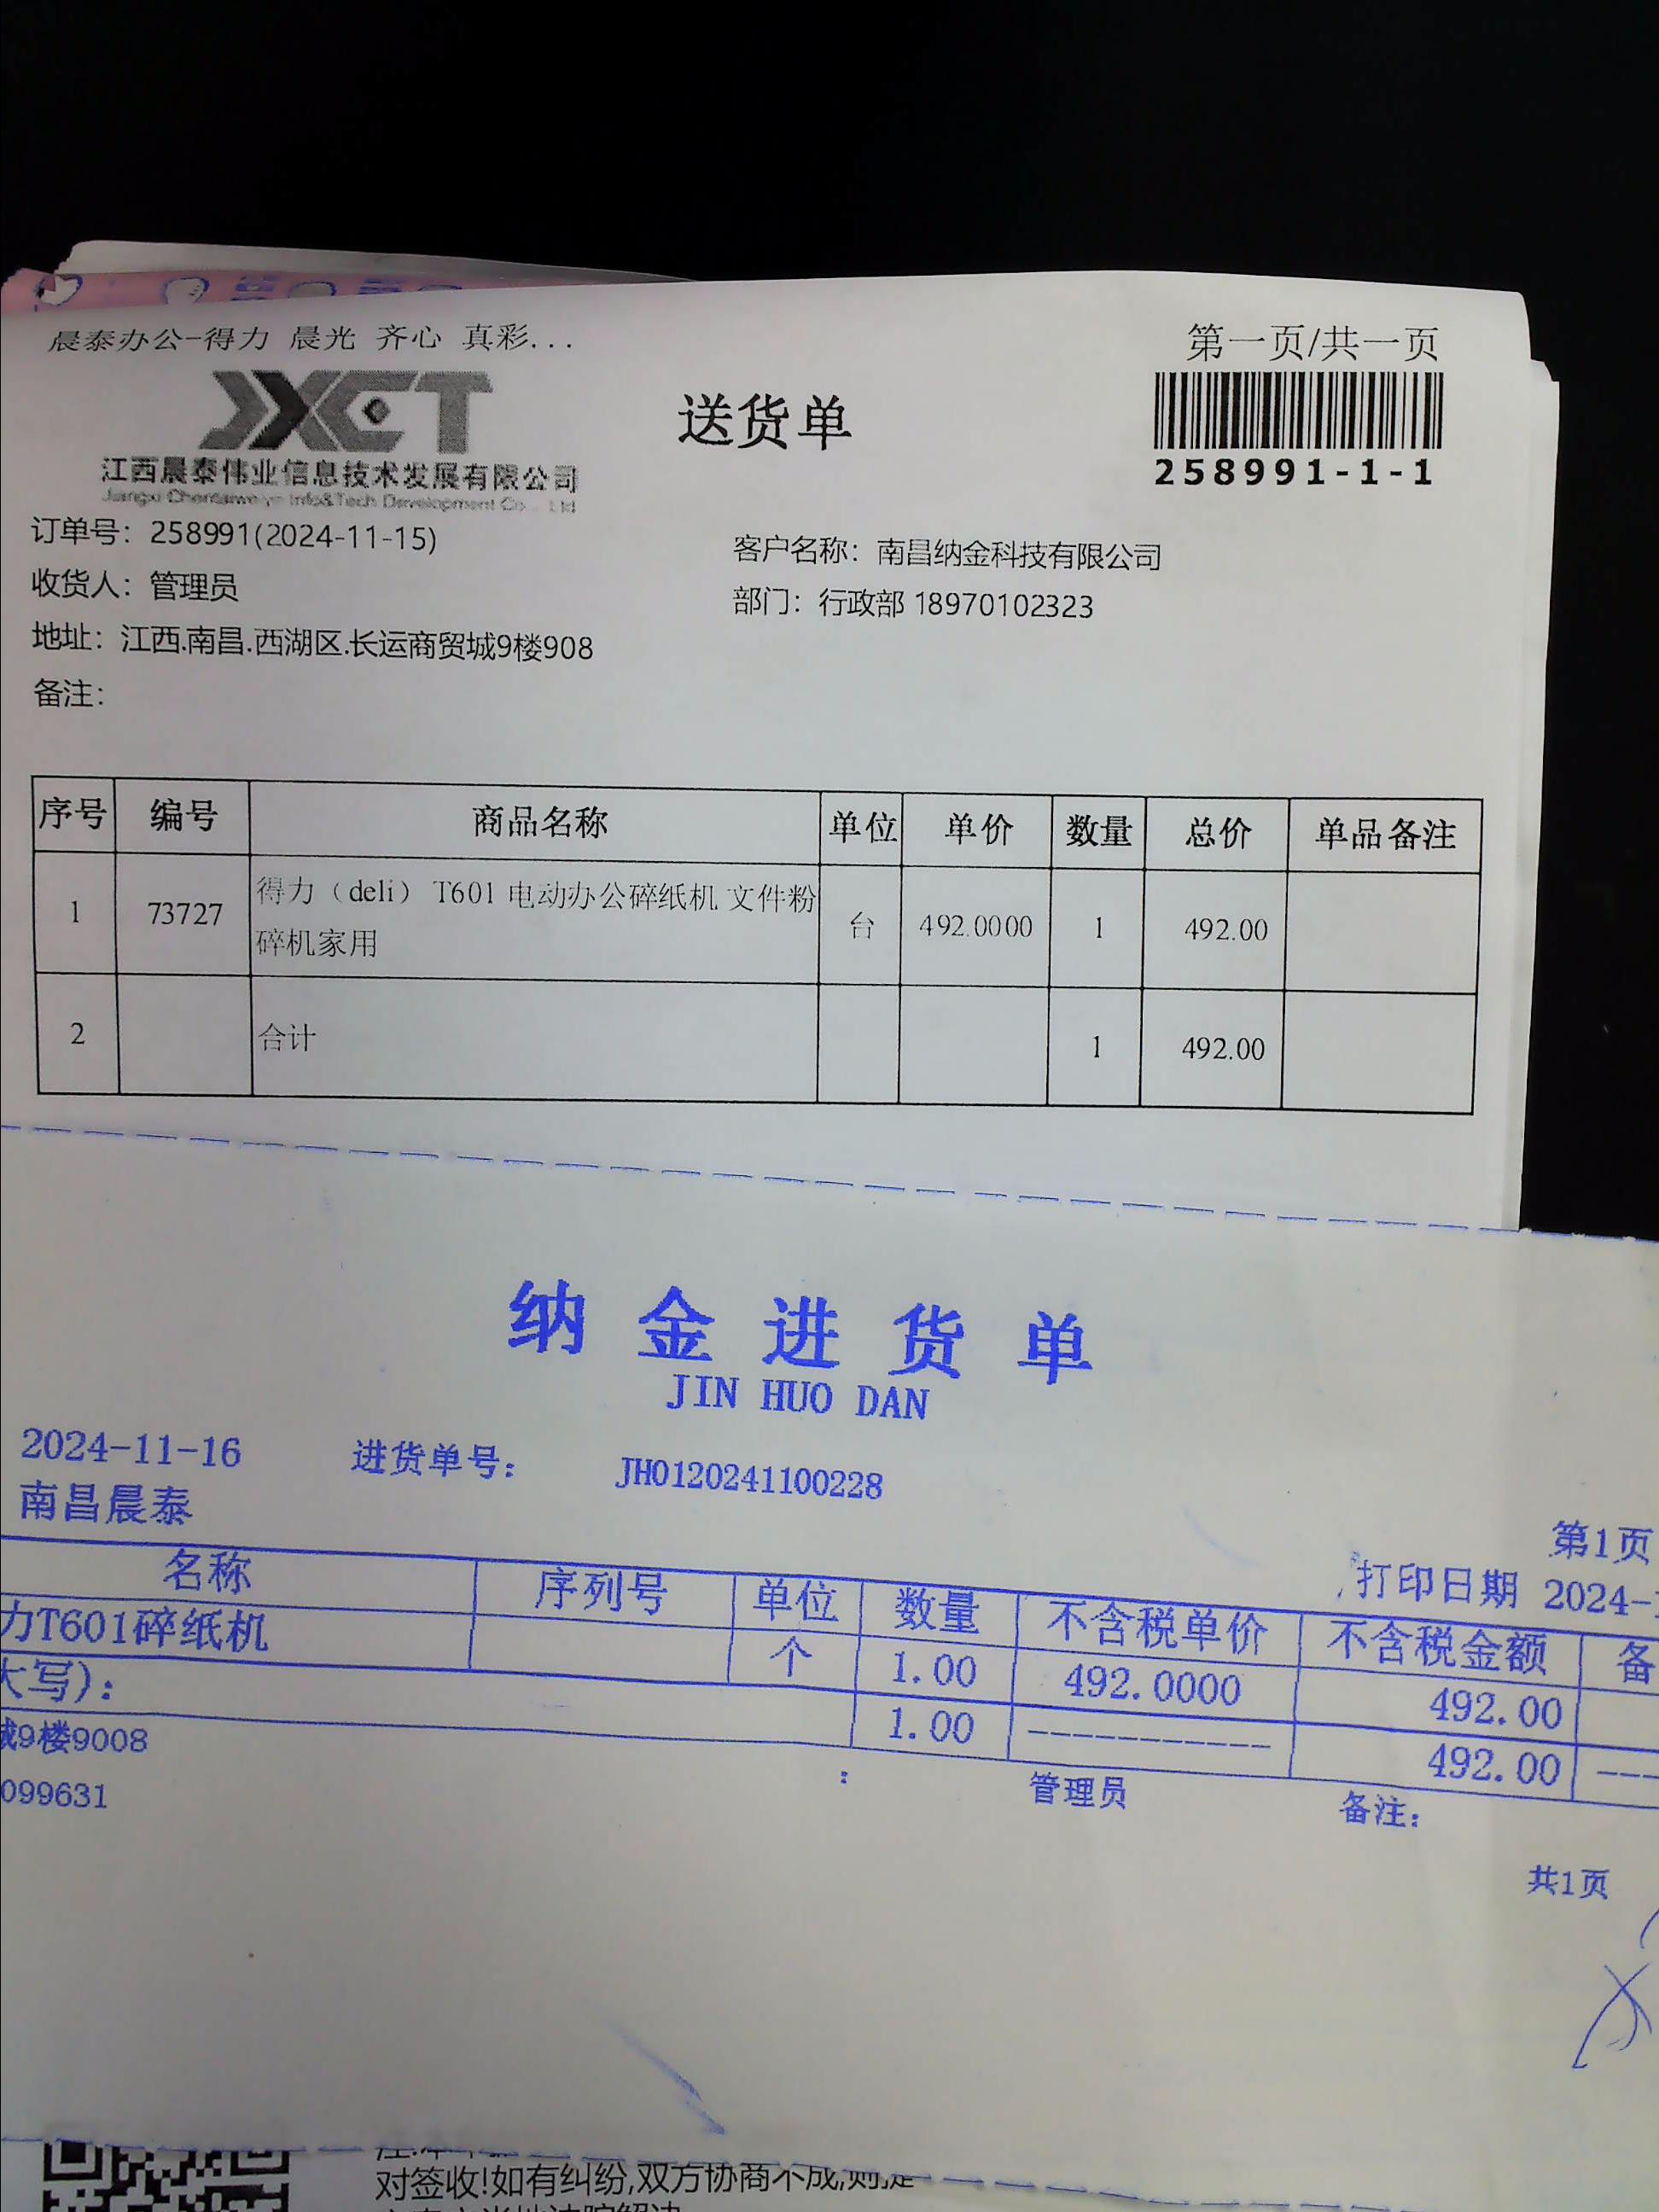 晨泰办公-得力 晨光 齐心 真彩...
第一页/共一页
JXCT
送货单
258991-1-1
江西晨泰伟业信息技术发展有限公司
订单号：258991(2024-11-15)
客户名称：南昌纳金科技有限公司
收货人：管理员
部门：行政部 18970102323
地址：江西.南昌.西湖区.长运商贸城9楼908
备注：
序号 编号 商品名称 单位 单价 数量 总价 单品备注
1 73727 得力（deli） T601 电动办公碎纸机 文件粉碎机家用 台 492.0000 1 492.00
2 合计 1 492.00
纳金进货单
JIN HUO DAN
2024-11-16 进货单号： JH0120241100228
南昌晨泰
第1页
打印日期 2024-
名称 序列号 单位 数量 不含税单价 不含税金额 备
力T601碎纸机 个 1.00 492.0000 492.00
大写)： 1.00 ----------- 492.00 ---
城9楼9008
099631 : 管理员 备注：
共1页
对签收!如有纠纷,双方协商不成,则定